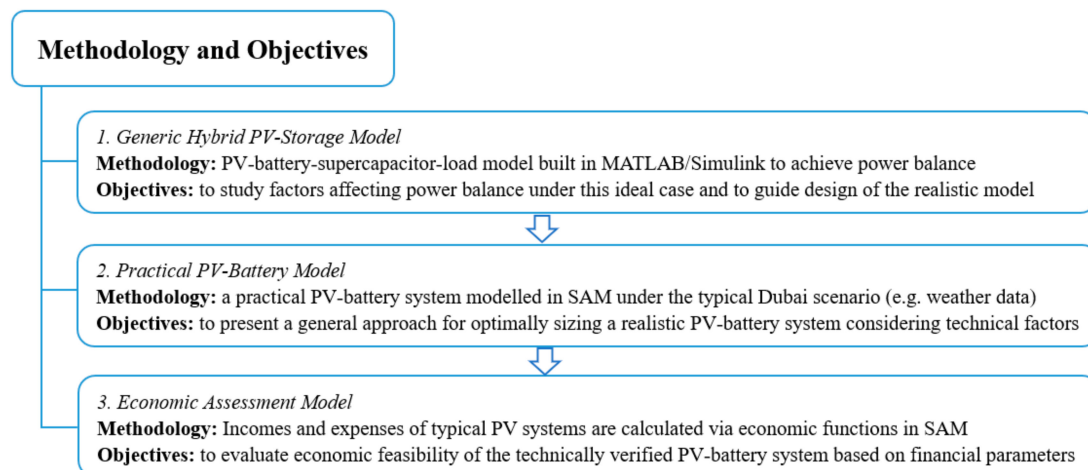 Methodology and Objectives
1. Generic Hybrid PV-Storage Model
Methodology: PV-battery-supercapacitor-load model built in MATLAB/Simulink to achieve power balance
Objectives: to study factors affecting power balance under this ideal case and to guide design of the realistic model
2. Practical PV-Battery Model
Methodology: a practical PV-battery system modelled in SAM under the typical Dubai scenario (e.g. weather data)
Objectives: to present a general approach for optimally sizing a realistic PV-battery system considering technical factors
3. Economic Assessment Model
Methodology: Incomes and expenses of typical PV systems are calculated via economic functions in SAM
Objectives: to evaluate economic feasibility of the technically verified PV-battery system based on financial parameters